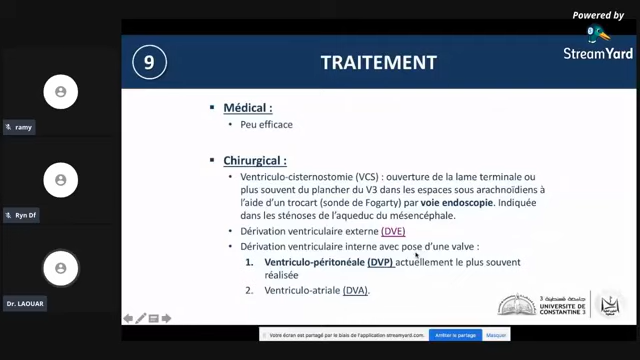 Powered by
StreamYard
9
TRAITEMENT
▪ Médical :
• Peu efficace
▪ Chirurgical :
• Ventriculo-cisternostomie (VCS) : ouverture de la lame terminale ou
plus souvent du plancher du V3 dans les espaces sous arachnoïdiens à
l'aide d'un trocart (sonde de Fogarty) par voie endoscopie. Indiquée
dans les sténoses de l'aqueduc du mésencéphale.
• Dérivation ventriculaire externe (DVE)
• Dérivation ventriculaire interne avec pose d'une valve :
1. Ventriculo-péritonéale (DVP) actuellement le plus souvent
réalisée
2. Ventriculo-atriale (DVA).
ramy
Ryn Df
Dr. LAOUAR
جامعة قسنطينة 3
UNIVERSITE DE
CONSTANTINE 3
Votre écran est partagé par le biais de l'application streamyard.com.
Arrêter le partage
Masquer